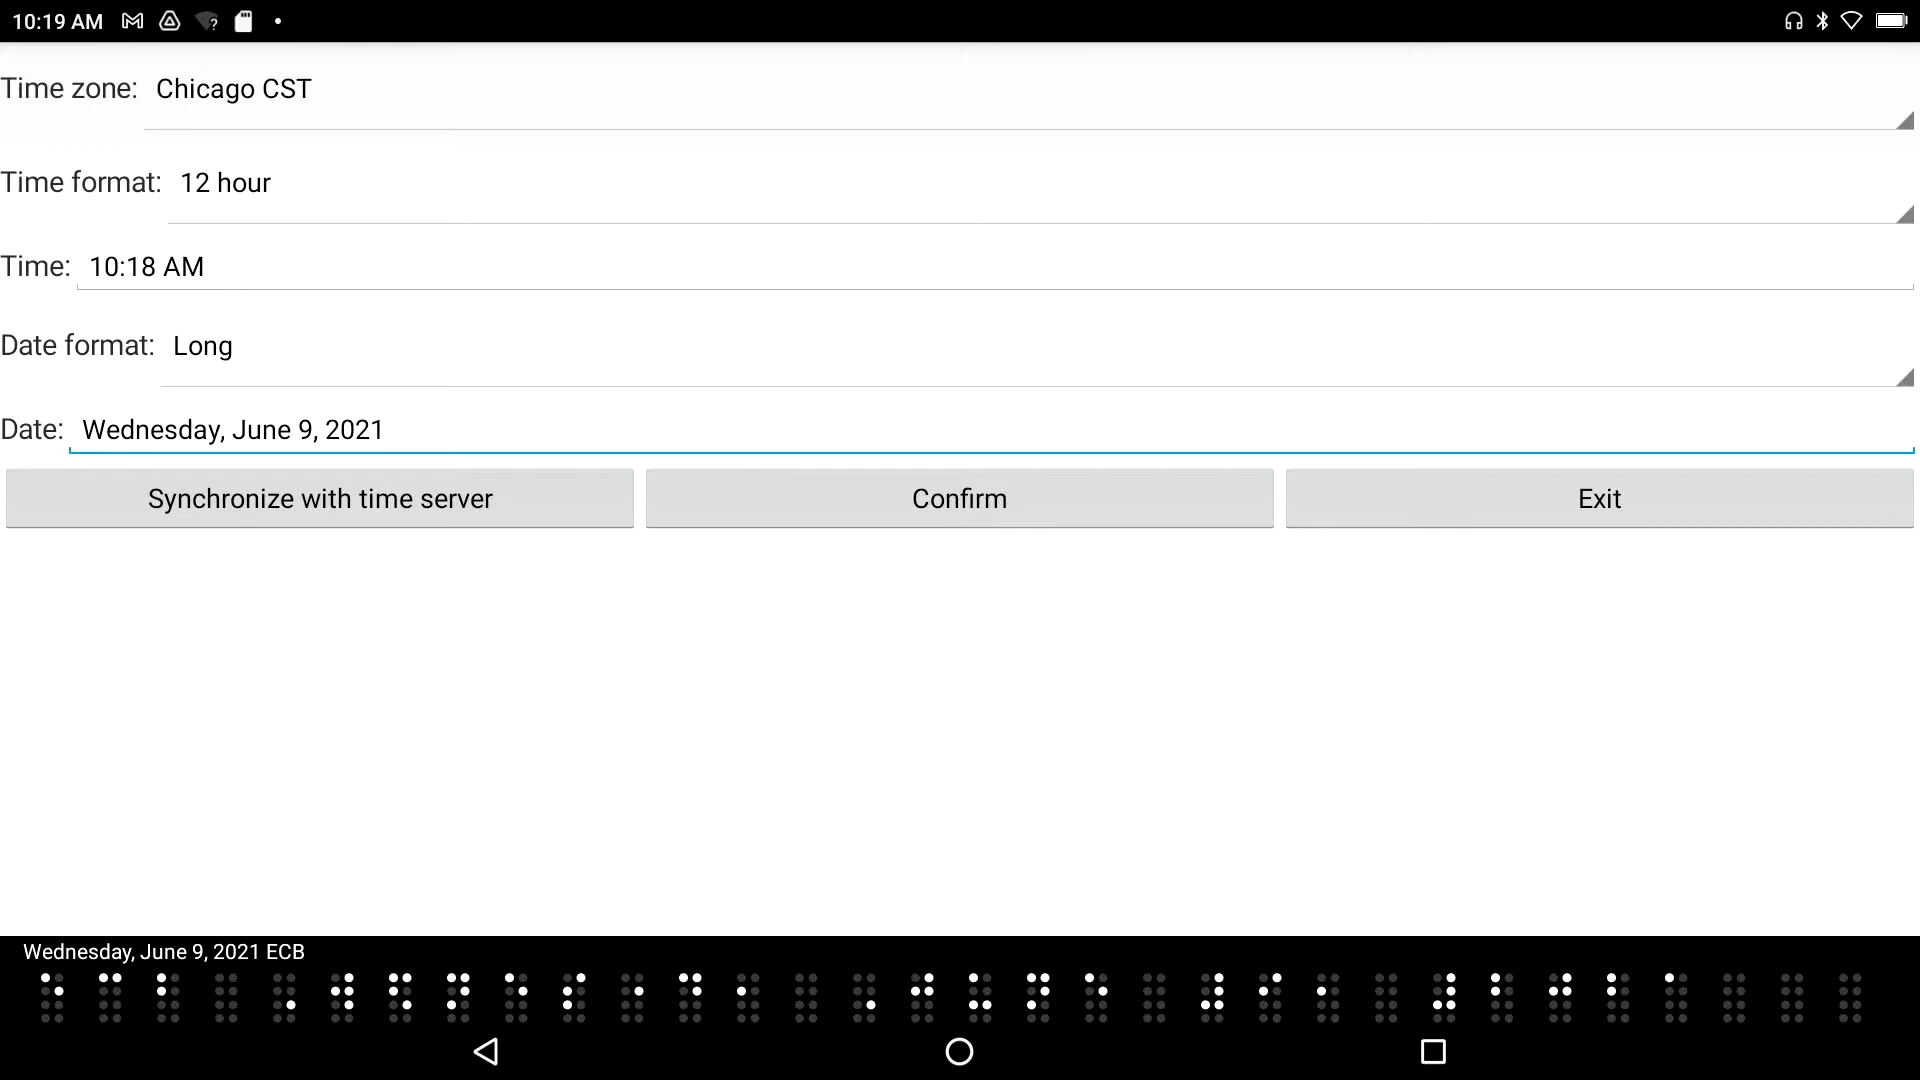 10:19 AM
Time zone: Chicago CST
Time format: 12 hour
Time: 10:18 AM
Date format: Long
Date: Wednesday, June 9, 2021
Synchronize with time server Confirm Exit
Wednesday, June 9, 2021 ECB